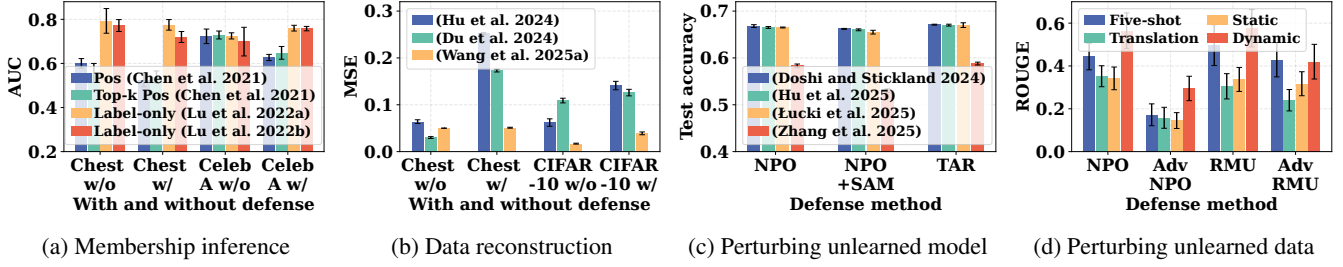 0.8
0.6
0.4
0.2
AUC
Pos (Chen et al. 2021)
Top-k Pos (Chen et al. 2021)
Label-only (Lu et al. 2022a)
Label-only (Lu et al. 2022b)
Chest w/o
Chest w/
Celeb A w/o
Celeb A w/
With and without defense
(a) Membership inference
0.3
0.2
0.1
0.0
MSE
(Hu et al. 2024)
(Du et al. 2024)
(Wang et al. 2025a)
Chest w/o
Chest w/
CIFAR -10 w/o
CIFAR -10 w/
With and without defense
(b) Data reconstruction
0.7
0.6
0.5
0.4
Test accuracy
(Doshi and Stickland 2024)
(Hu et al. 2025)
(Łucki et al. 2025)
(Zhang et al. 2025)
NPO
NPO +SAM
TAR
Defense method
(c) Perturbing unlearned model
0.6
0.4
0.2
0.0
ROUGE
Five-shot
Translation
Static
Dynamic
NPO
Adv NPO
RMU
Adv RMU
Defense method
(d) Perturbing unlearned data